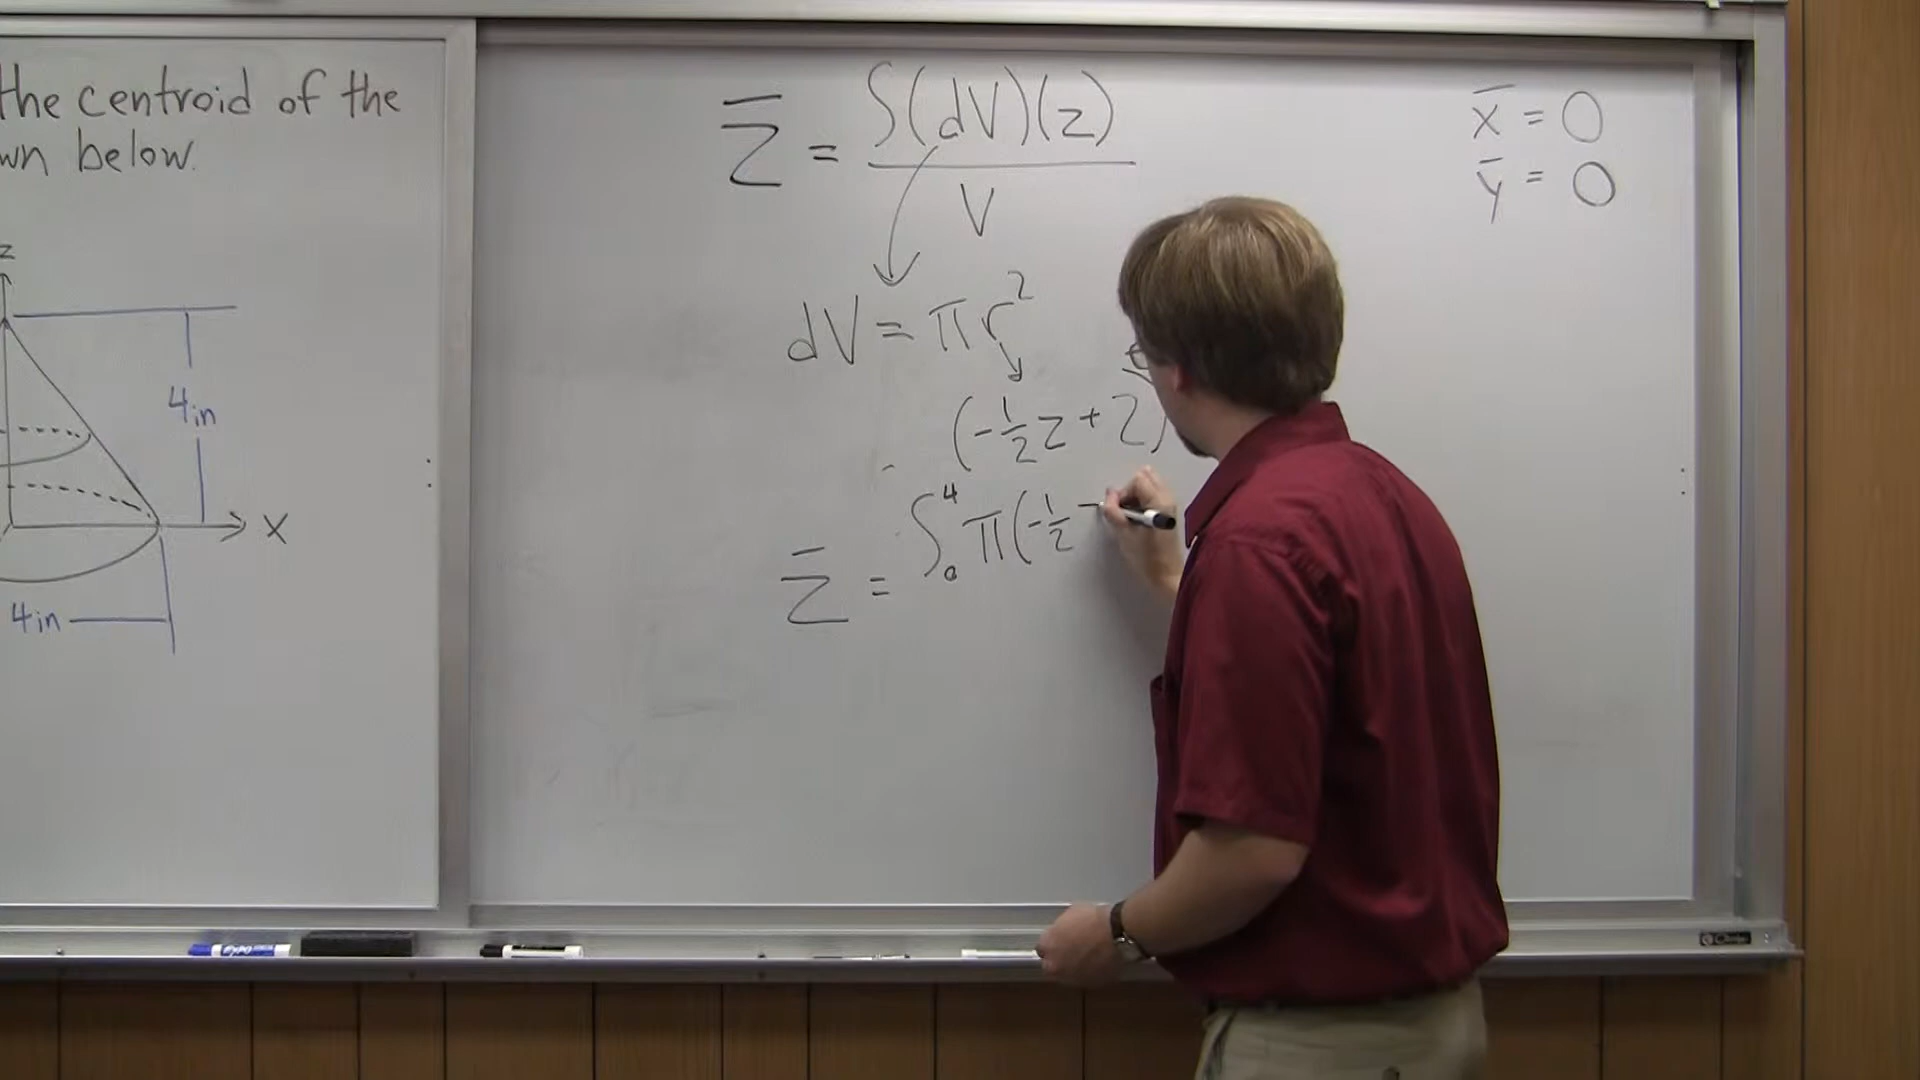 the centroid of the
wn below.
z
4in
x
4in
z̄ = ∫(dV)(z)
V
dV = πr²
(-½z + 2)
z̄ = ∫₀⁴ π(-½
x̄ = 0
ȳ = 0
EXPO